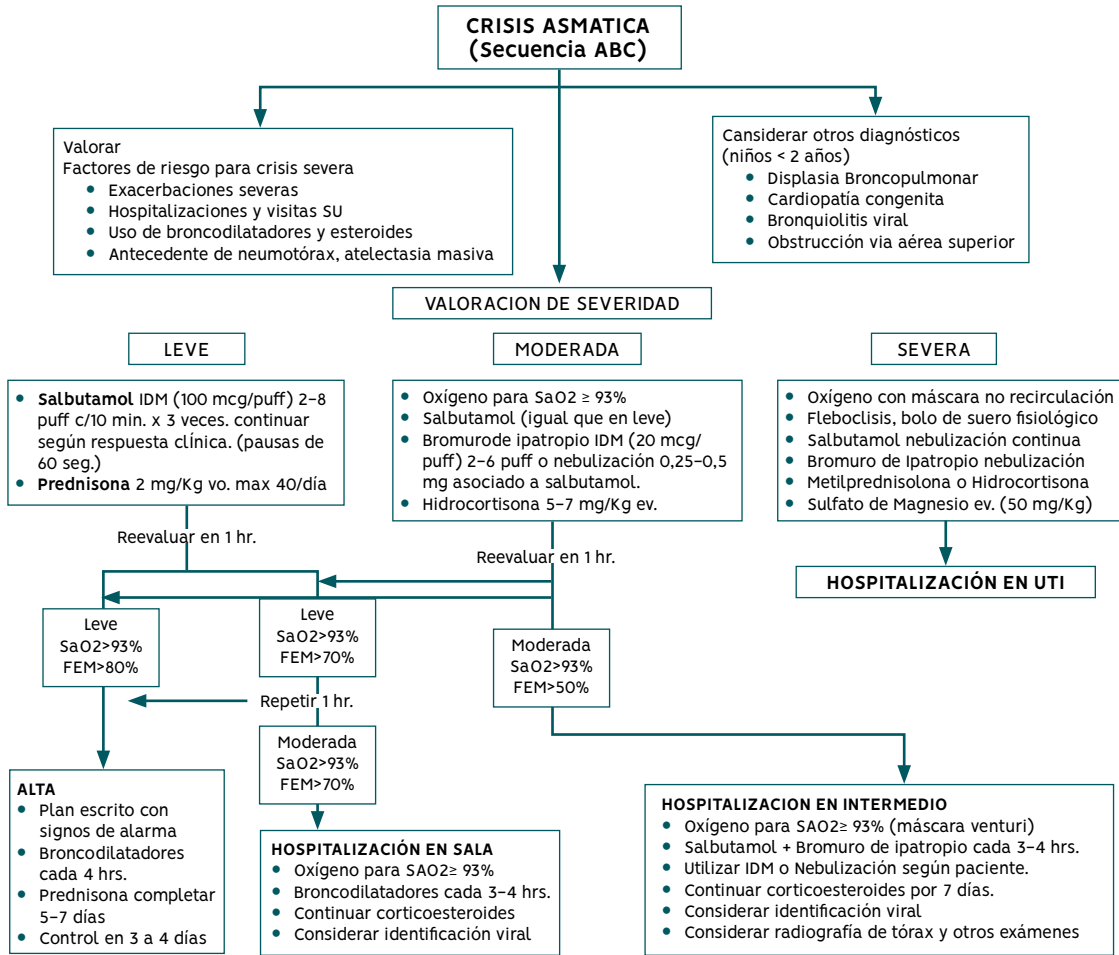 CRISIS ASMATICA
(Secuencia ABC)
Valorar
Factores de riesgo para crisis severa
• Exacerbaciones severas
• Hospitalizaciones y visitas SU
• Uso de broncodilatadores y esteroides
• Antecedente de neumotórax, atelectasia masiva
Cansiderar otros diagnósticos
(niños < 2 años)
• Displasia Broncopulmonar
• Cardiopatía congenita
• Bronquiolitis viral
• Obstrucción via aérea superior
VALORACION DE SEVERIDAD
LEVE
MODERADA
SEVERA
• Salbutamol IDM (100 mcg/puff) 2–8
puff c/10 min. x 3 veces. continuar
según respuesta clÍnica. (pausas de
60 seg.)
• Prednisona 2 mg/Kg vo. max 40/día
• Oxígeno para SaO2 ≥ 93%
• Salbutamol (igual que en leve)
• Bromurode ipatropio IDM (20 mcg/
puff) 2–6 puff o nebulización 0,25–0,5
mg asociado a salbutamol.
• Hidrocortisona 5–7 mg/Kg ev.
• Oxígeno con máscara no recirculación
• Fleboclisis, bolo de suero fisiológico
• Salbutamol nebulización continua
• Bromuro de Ipatropio nebulización
• Metilprednisolona o Hidrocortisona
• Sulfato de Magnesio ev. (50 mg/Kg)
Reevaluar en 1 hr.
Reevaluar en 1 hr.
HOSPITALIZACIÓN EN UTI
Leve
SaO2>93%
FEM>80%
Leve
SaO2>93%
FEM>70%
Moderada
SaO2>93%
FEM>50%
Repetir 1 hr.
Moderada
SaO2>93%
FEM>70%
ALTA
• Plan escrito con
signos de alarma
• Broncodilatadores
cada 4 hrs.
• Prednisona completar
5–7 días
• Control en 3 a 4 días
HOSPITALIZACIÓN EN SALA
• Oxígeno para SAO2≥ 93%
• Broncodilatadores cada 3–4 hrs.
• Continuar corticoesteroides
• Considerar identificación viral
HOSPITALIZACION EN INTERMEDIO
• Oxígeno para SAO2≥ 93% (máscara venturi)
• Salbutamol + Bromuro de ipatropio cada 3–4 hrs.
• Utilizar IDM o Nebulización según paciente.
• Continuar corticoesteroides por 7 días.
• Considerar identificación viral
• Considerar radiografía de tórax y otros exámenes